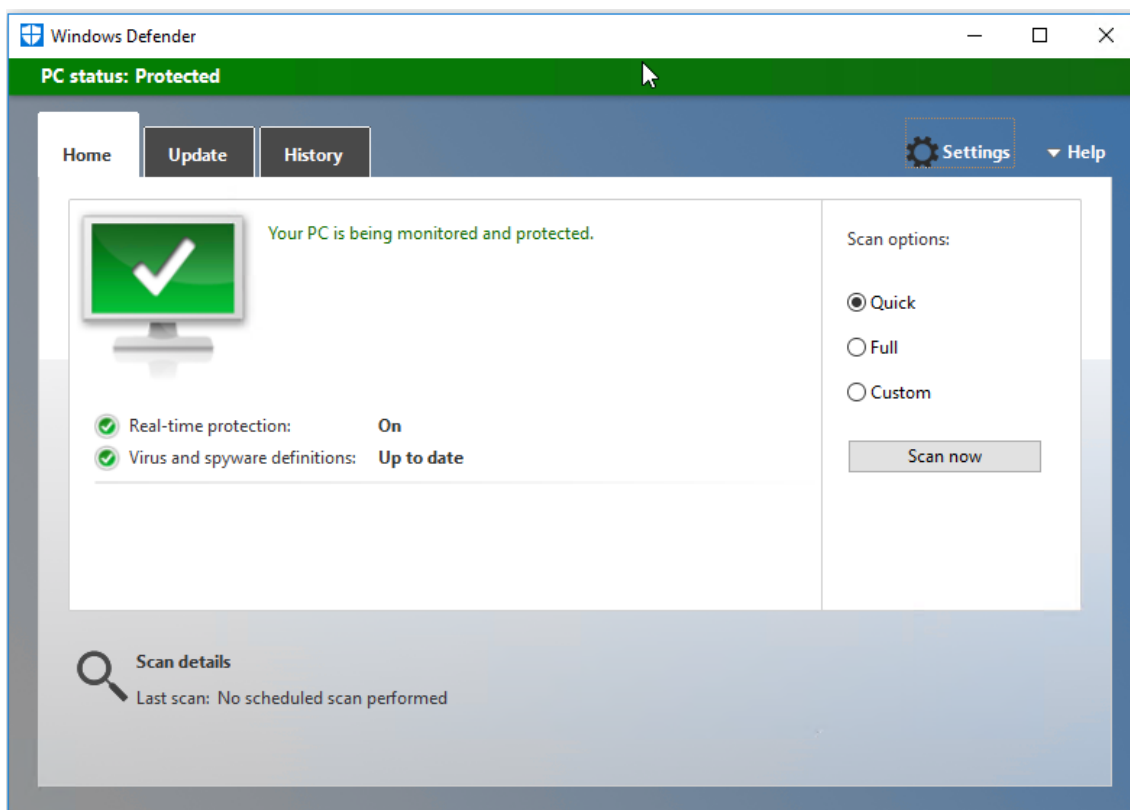 Windows Defender
PC status: Protected
Home Update History Settings Help
Your PC is being monitored and protected.
Scan options:
Quick
Full
Custom
Real-time protection: On
Virus and spyware definitions: Up to date
Scan now
Scan details
Last scan: No scheduled scan performed